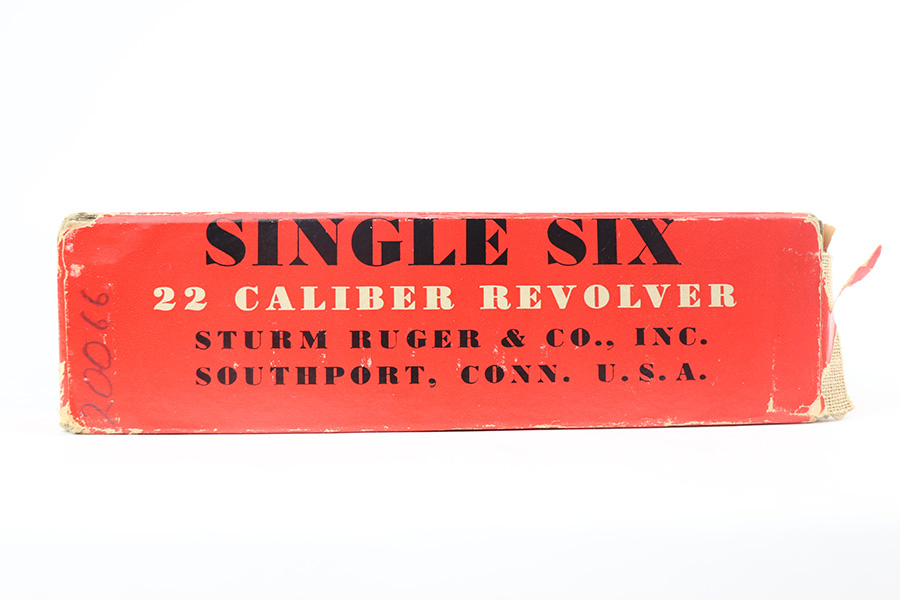 SINGLE SIX
22 CALIBER REVOLVER
STURM RUGER & CO., INC.
SOUTHPORT, CONN. U.S.A.
20066